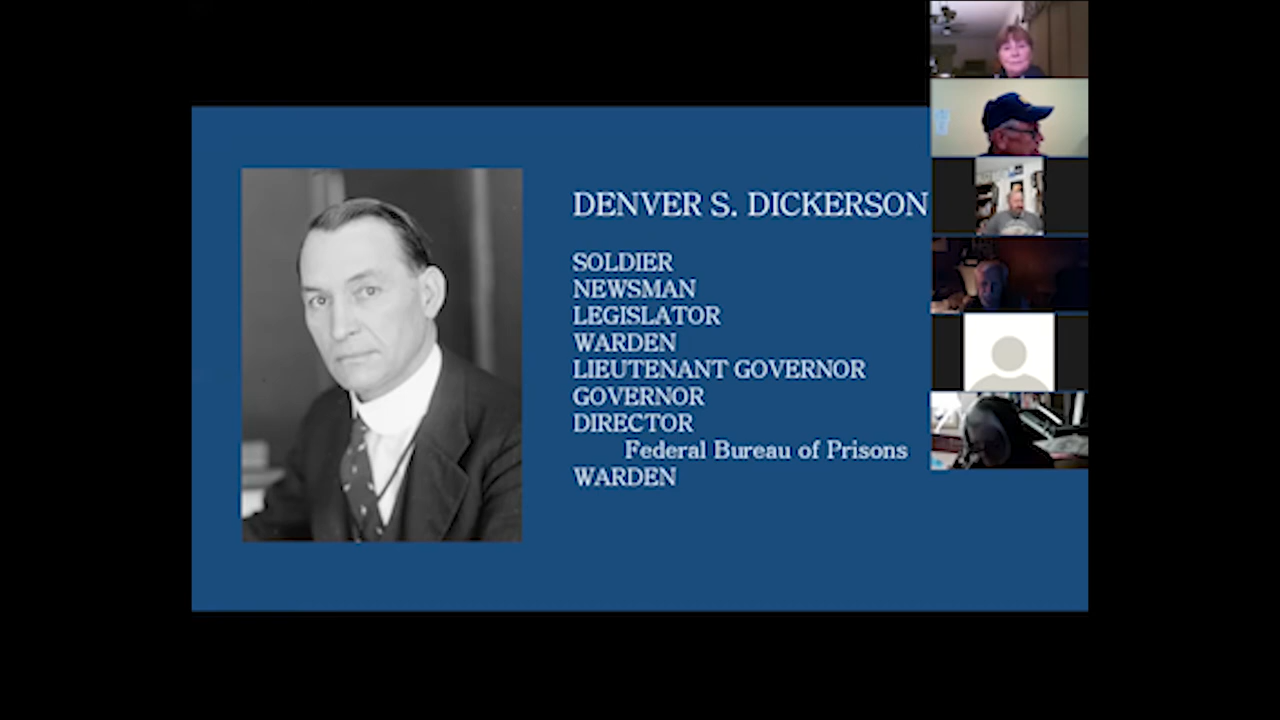 DENVER S. DICKERSON
SOLDIER
NEWSMAN
LEGISLATOR
WARDEN
LIEUTENANT GOVERNOR
GOVERNOR
DIRECTOR
Federal Bureau of Prisons
WARDEN